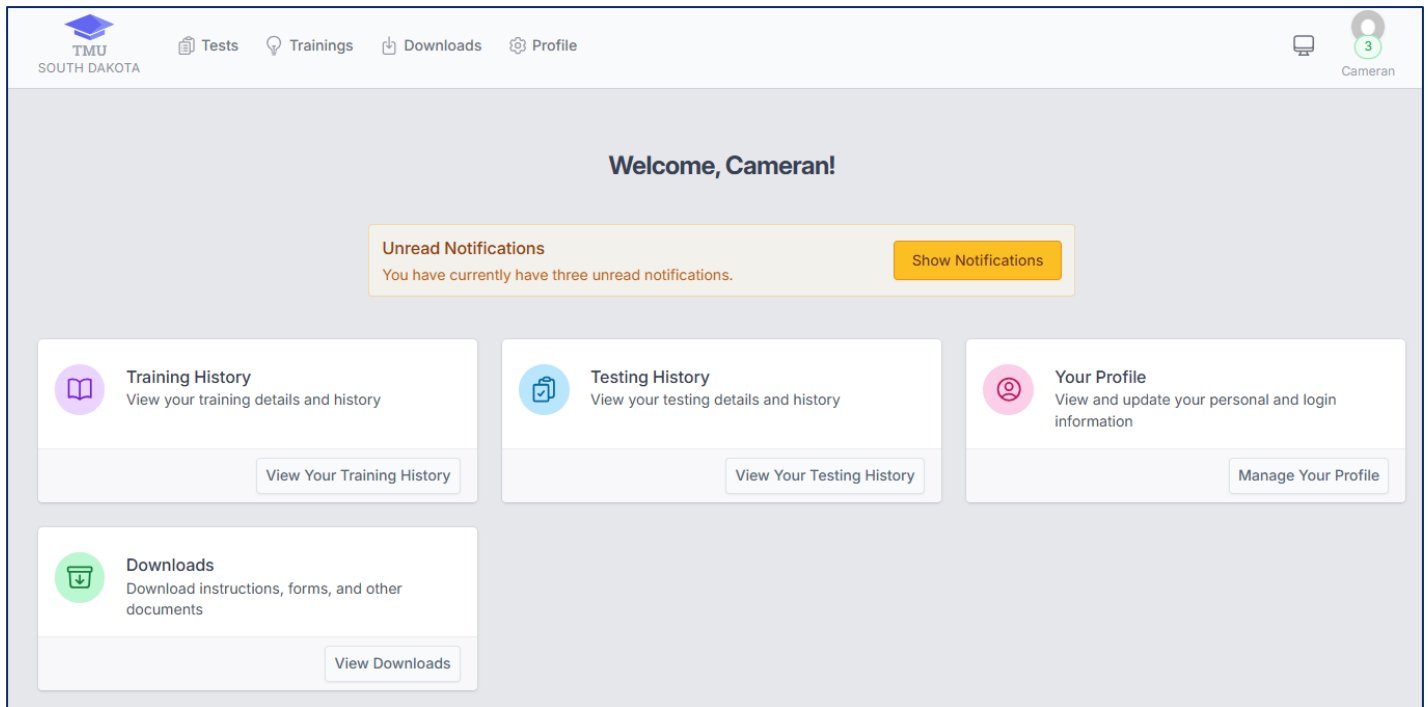 TMU
SOUTH DAKOTA
Tests
Trainings
Downloads
Profile
3
Cameran
Welcome, Cameran!
Unread Notifications
You have currently have three unread notifications.
Show Notifications
Training History
View your training details and history
View Your Training History
Testing History
View your testing details and history
View Your Testing History
Your Profile
View and update your personal and login
information
Manage Your Profile
Downloads
Download instructions, forms, and other
documents
View Downloads